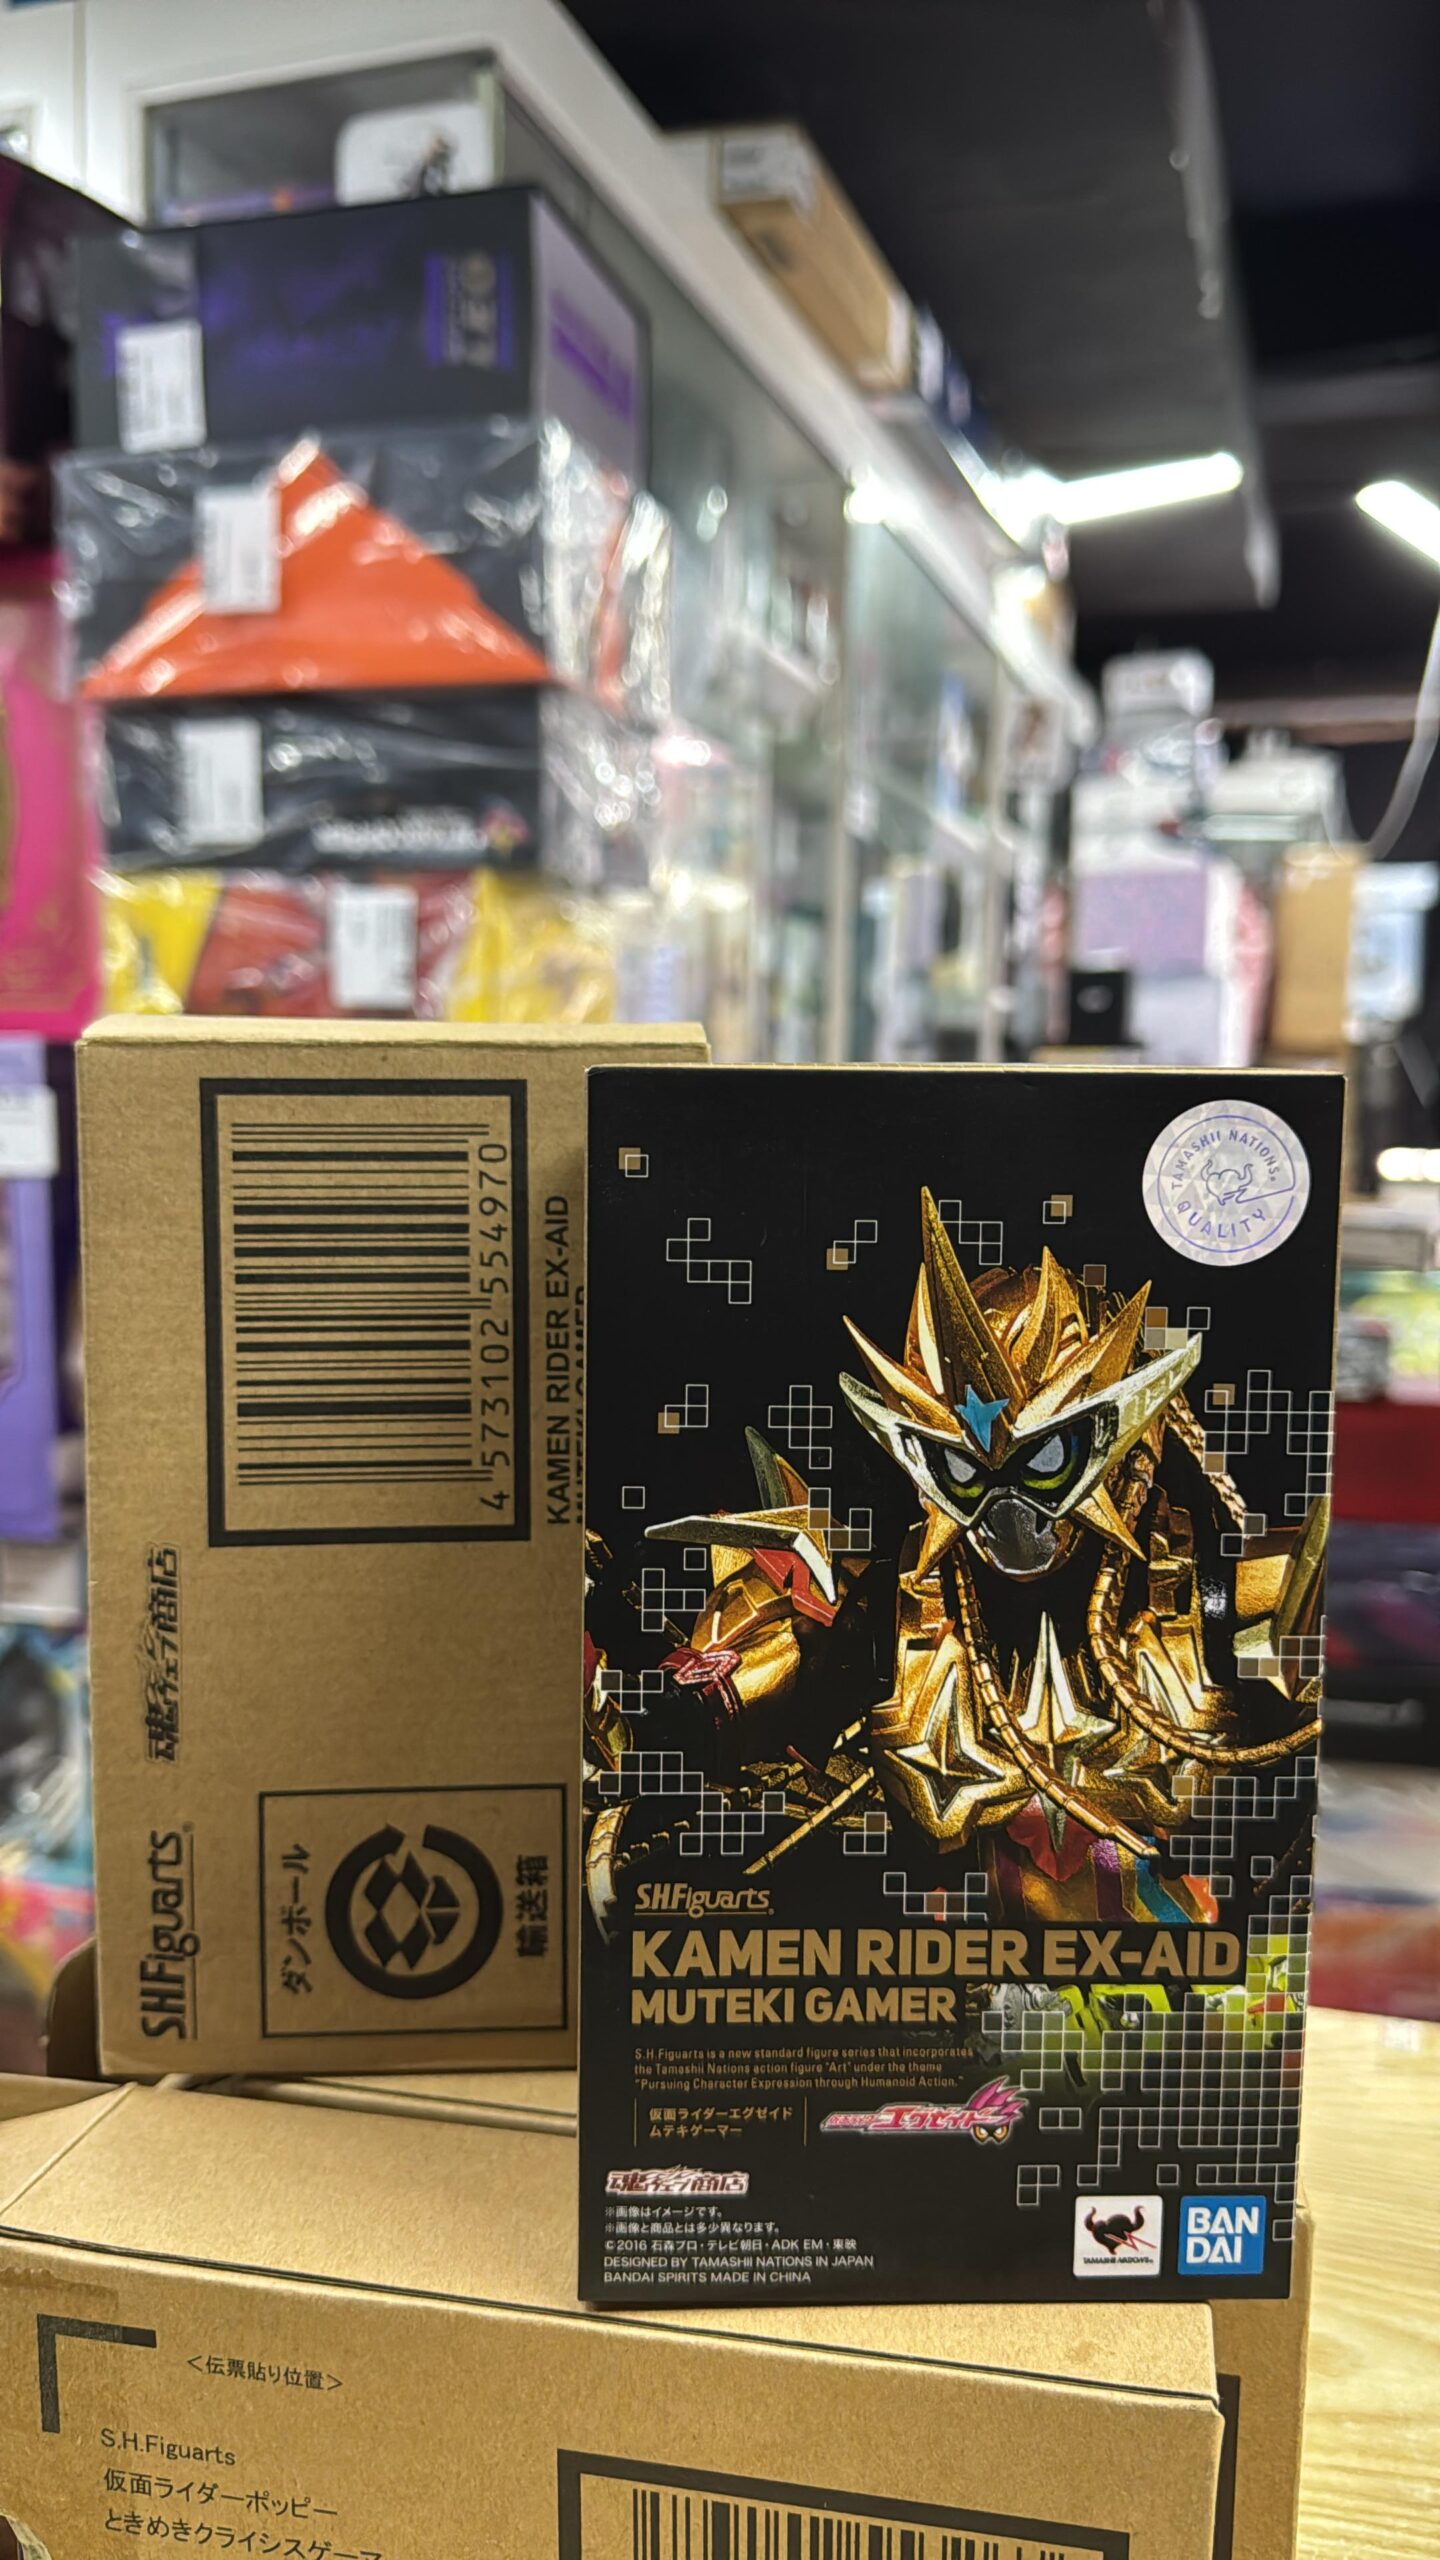 4 573102 554970
KAMEN RIDER EX-AID
魂ウェブ商店
S.H.Figuarts
ダンボール
輸送箱
TAMASHII NATIONS
QUALITY
S.H.Figuarts
KAMEN RIDER EX-AID
MUTEKI GAMER
S.H.Figuarts is a new standard figure series that incorporates
the Tamashii Nations action figure "Art" under the theme
"Pursuing Character Expression through Humanoid Action."
仮面ライダーエグゼイド
ムテキゲーマー
仮面ライダーエグゼイド
魂ウェブ商店
※画像はイメージです。
※画像と商品とは多少異なります。
©2016 石森プロ・テレビ朝日・ADK EM・東映
DESIGNED BY TAMASHII NATIONS IN JAPAN
BANDAI SPIRITS MADE IN CHINA
TAMASHII NATIONS
BAN
DAI
<伝票貼り位置>
S.H.Figuarts
仮面ライダーポッピー
ときめきクライシスゲーマ